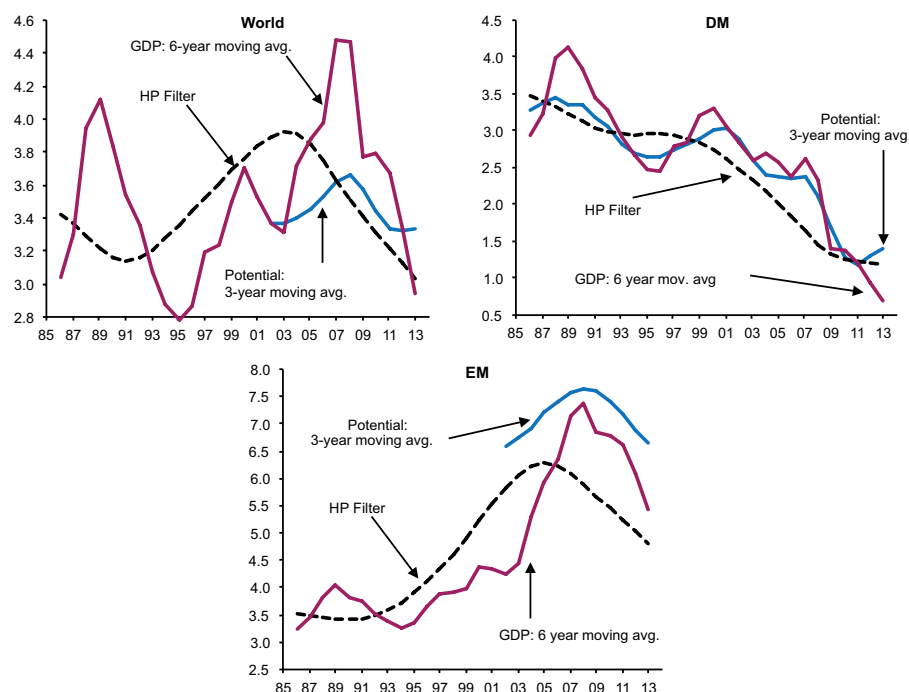 World
4.6
4.4
4.2
4.0
3.8
3.6
3.4
3.2
3.0
2.8
GDP: 6-year moving avg.
HP Filter
Potential:
3-year moving avg.
85 87 89 91 93 95 97 99 01 03 05 07 09 11 13
DM
4.5
4.0
3.5
3.0
2.5
2.0
1.5
1.0
0.5
Potential:
3-year moving avg
HP Filter
GDP: 6 year mov. avg
85 87 89 91 93 95 97 99 01 03 05 07 09 11 13
EM
8.0
7.5
7.0
6.5
6.0
5.5
5.0
4.5
4.0
3.5
3.0
2.5
Potential:
3-year moving avg.
HP Filter
GDP: 6 year moving avg.
85 87 89 91 93 95 97 99 01 03 05 07 09 11 13